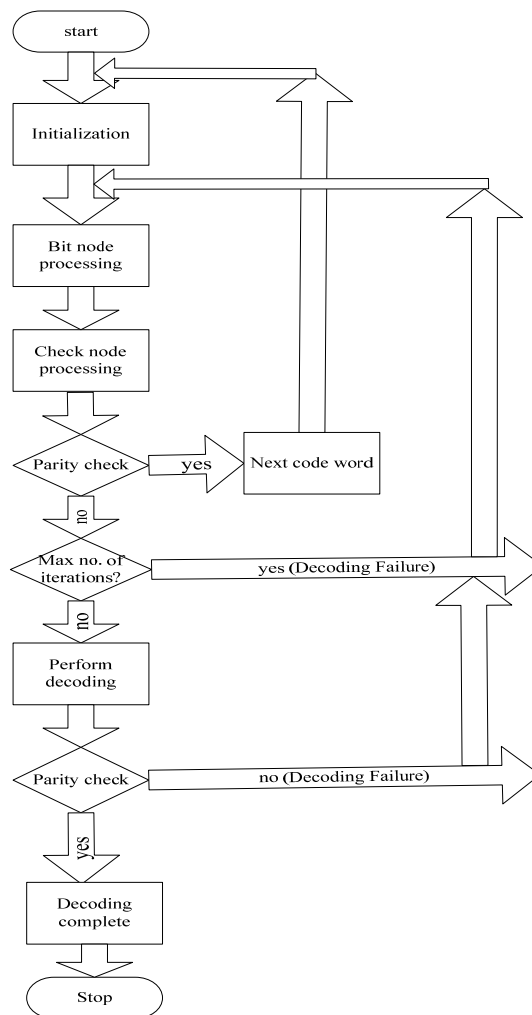 start
Initialization
Bit node
processing
Check node
processing
Parity check
yes
Next code word
no
Max no. of
iterations?
yes (Decoding Failure)
no
Perform
decoding
Parity check
no (Decoding Failure)
yes
Decoding
complete
Stop